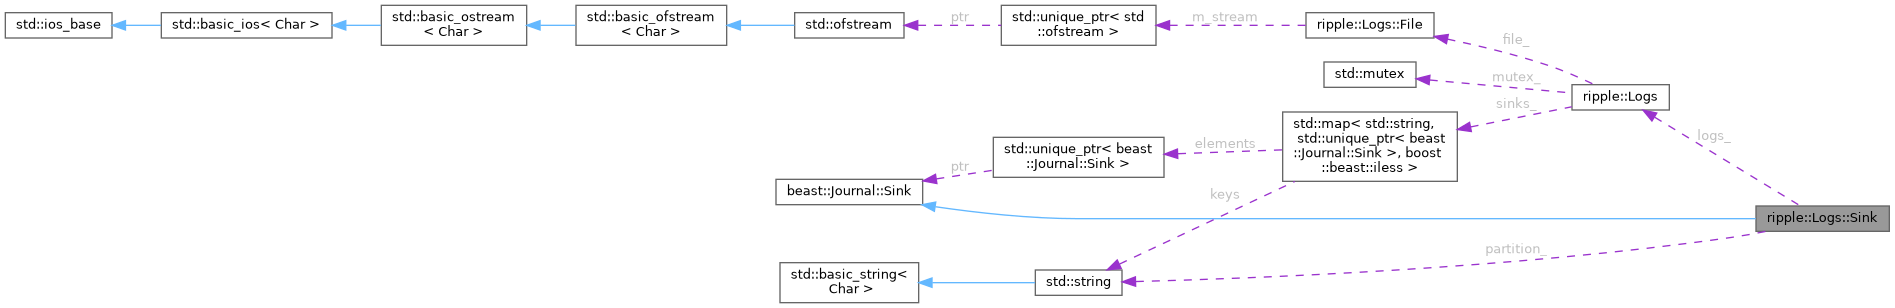 std::ios_base
std::basic_ios< Char >
std::basic_ostream
< Char >
std::basic_ofstream
< Char >
std::ofstream
ptr
std::unique_ptr< std
::ofstream >
m_stream
ripple::Logs::File
file_
std::mutex
mutex_
ripple::Logs
sinks_
std::map< std::string,
std::unique_ptr< beast
::Journal::Sink >, boost
::beast::iless >
logs_
elements
std::unique_ptr< beast
::Journal::Sink >
ptr
beast::Journal::Sink
keys
ripple::Logs::Sink
partition_
std::basic_string<
Char >
std::string